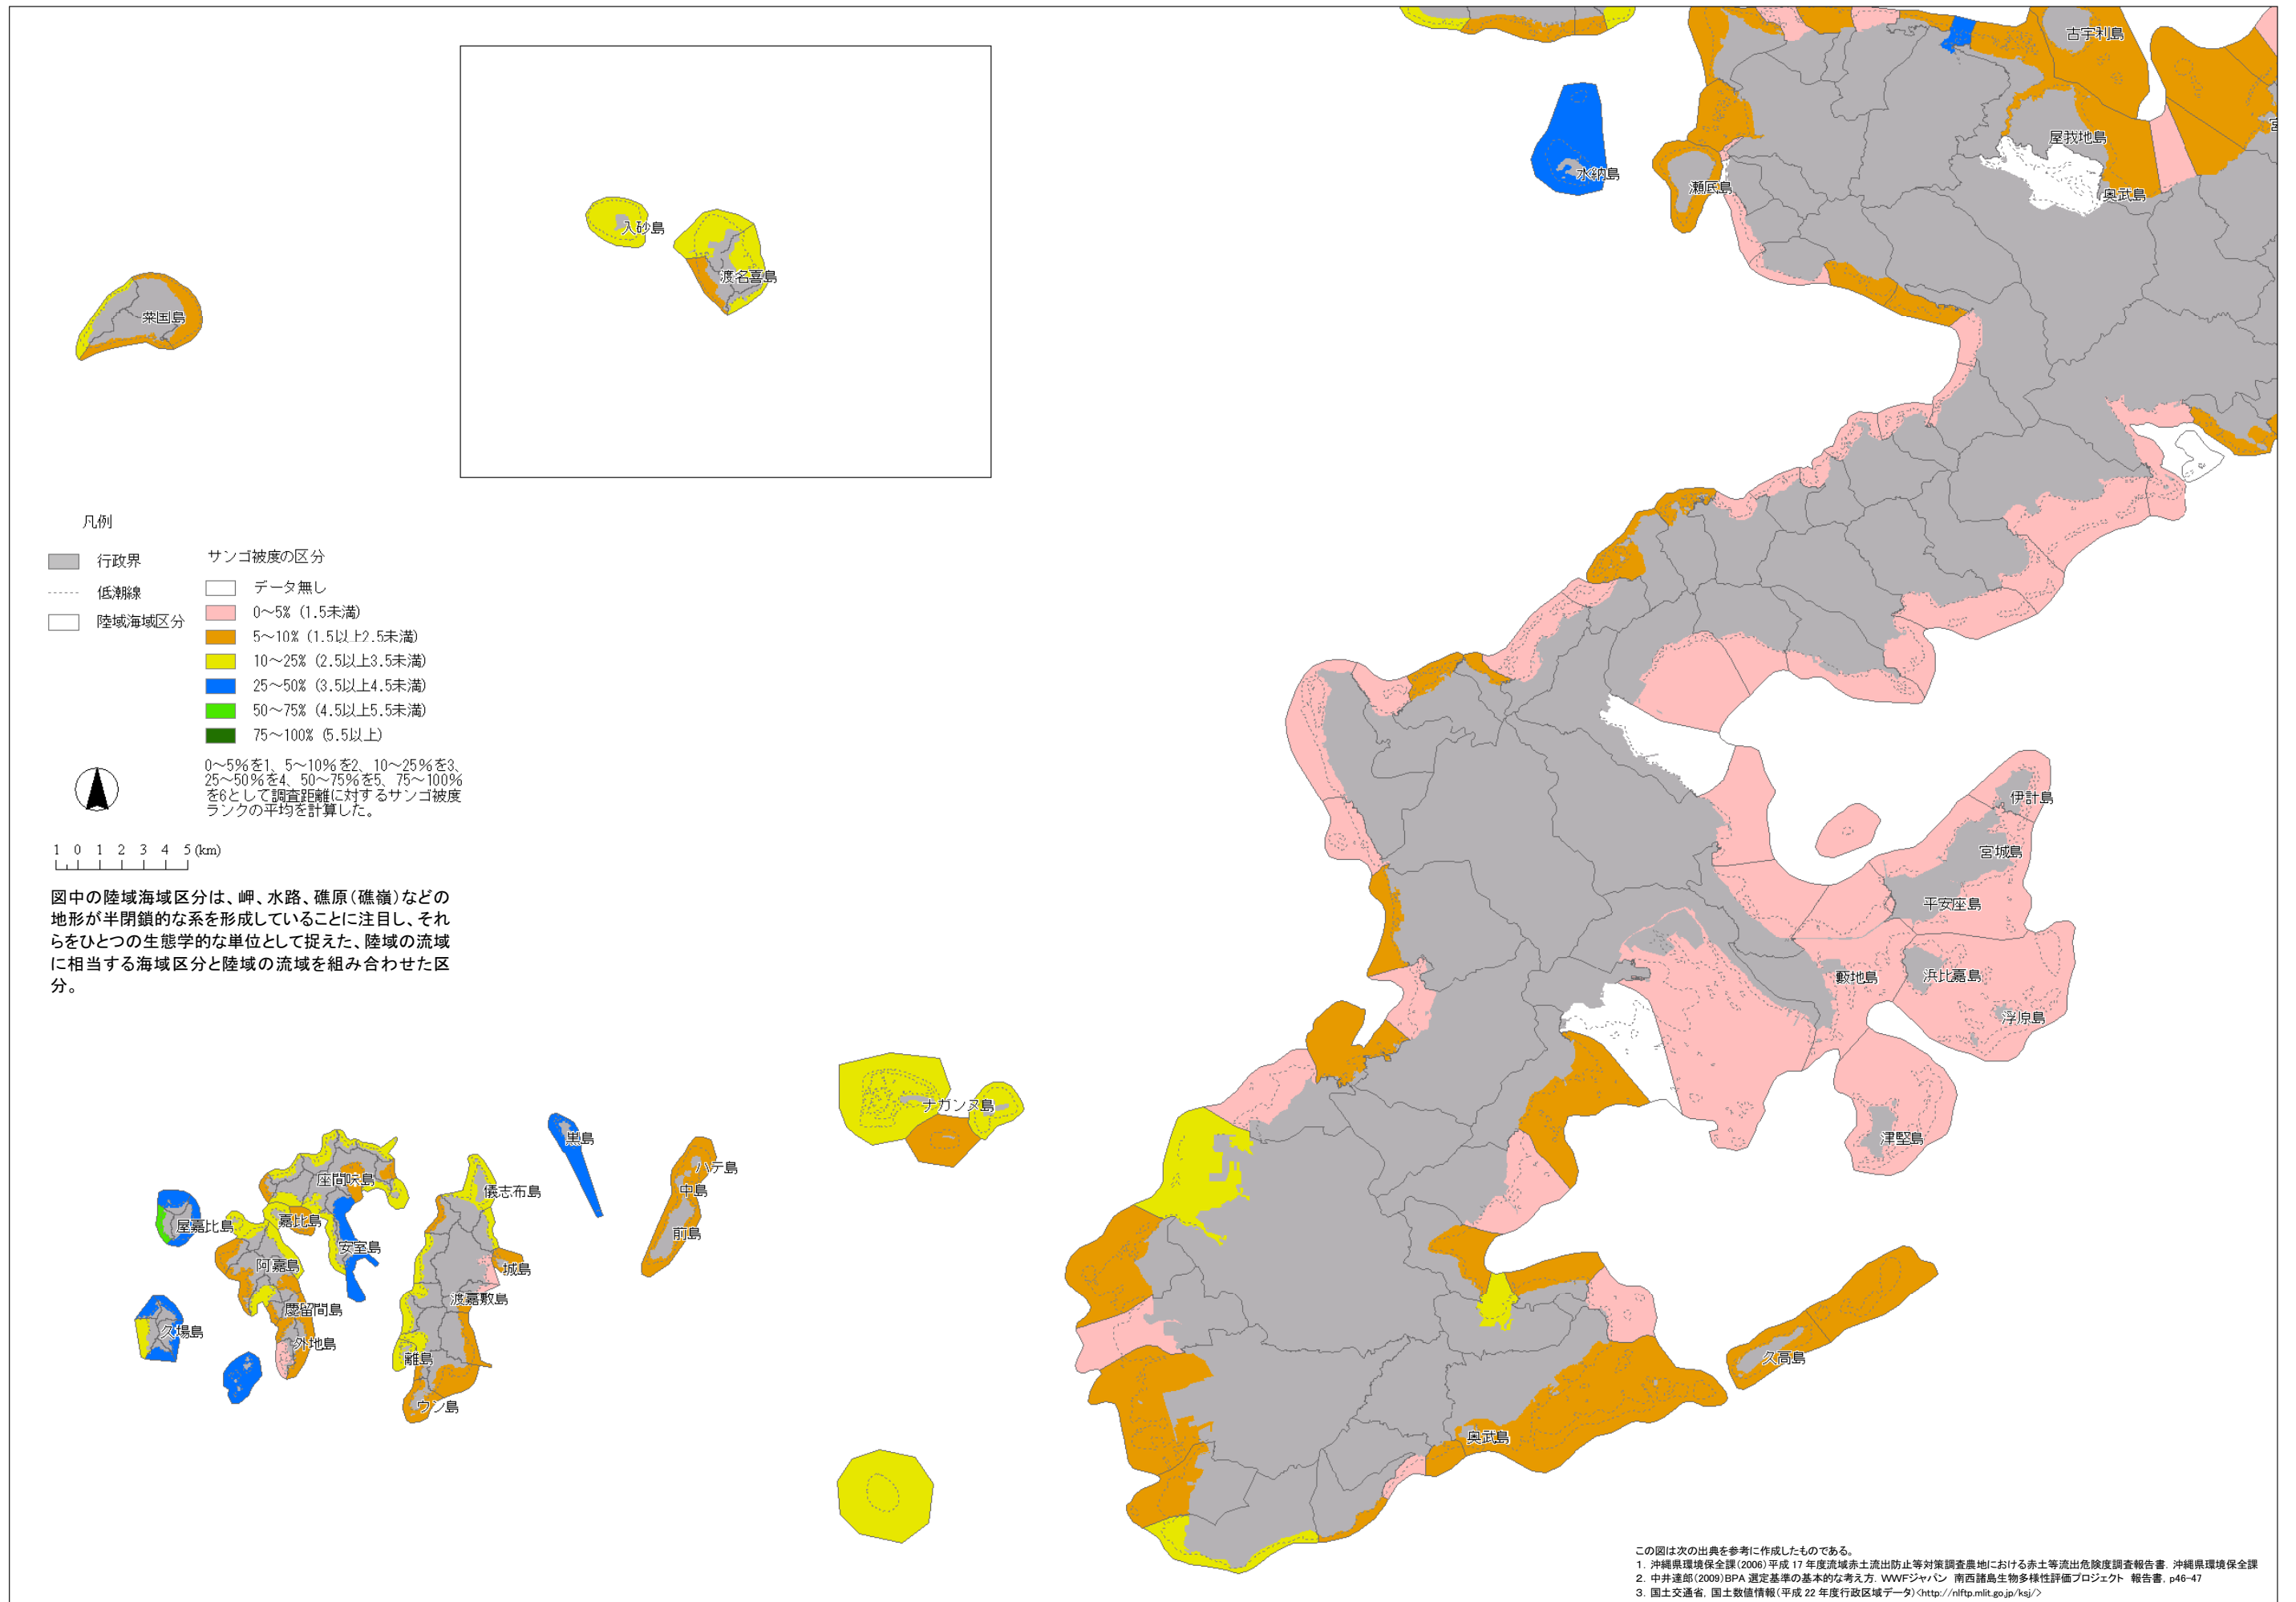 古宇利島
屋我地島
奥武島
瀬底島
水納島
入砂島
渡名喜島
粟国島
凡例
行政界
低潮線
陸域海域区分
サンゴ被度の区分
データ無し
0～5% (1.5未満)
5～10% (1.5以上2.5未満)
10～25% (2.5以上3.5未満)
25～50% (3.5以上4.5未満)
50～75% (4.5以上5.5未満)
75～100% (5.5以上)
0～5%を1、5～10%を2、10～25%を3、
25～50%を4、50～75%を5、75～100%
を6として調査距離に対するサンゴ被度
ランクの平均を計算した。
1 0 1 2 3 4 5 (km)
図中の陸域海域区分は、岬、水路、礁原（礁嶺）などの
地形が半閉鎖的な系を形成していることに注目し、それ
らをひとつの生態学的な単位として捉えた、陸域の流域
に相当する海域区分と陸域の流域を組み合わせた区
分。
伊計島
宮城島
平安座島
藪地島
浜比嘉島
浮原島
津堅島
ナガンヌ島
黒島
ハテ島
中島
前島
座間味島
儀志布島
屋嘉比島
嘉比島
安室島
阿嘉島
城島
渡嘉敷島
慶留間島
久場島
外地島
離島
ウン島
久高島
奥武島
この図は次の出典を参考に作成したものである。
1. 沖縄県環境保全課(2006)平成 17 年度流域赤土流出防止等対策調査農地における赤土等流出危険度調査報告書. 沖縄県環境保全課
2. 中井達郎(2009)BPA 選定基準の基本的な考え方. WWFジャパン 南西諸島生物多様性評価プロジェクト 報告書. p46-47
3. 国土交通省. 国土数値情報(平成 22 年度行政区域データ)<http://nlftp.mlit.go.jp/ksj/>